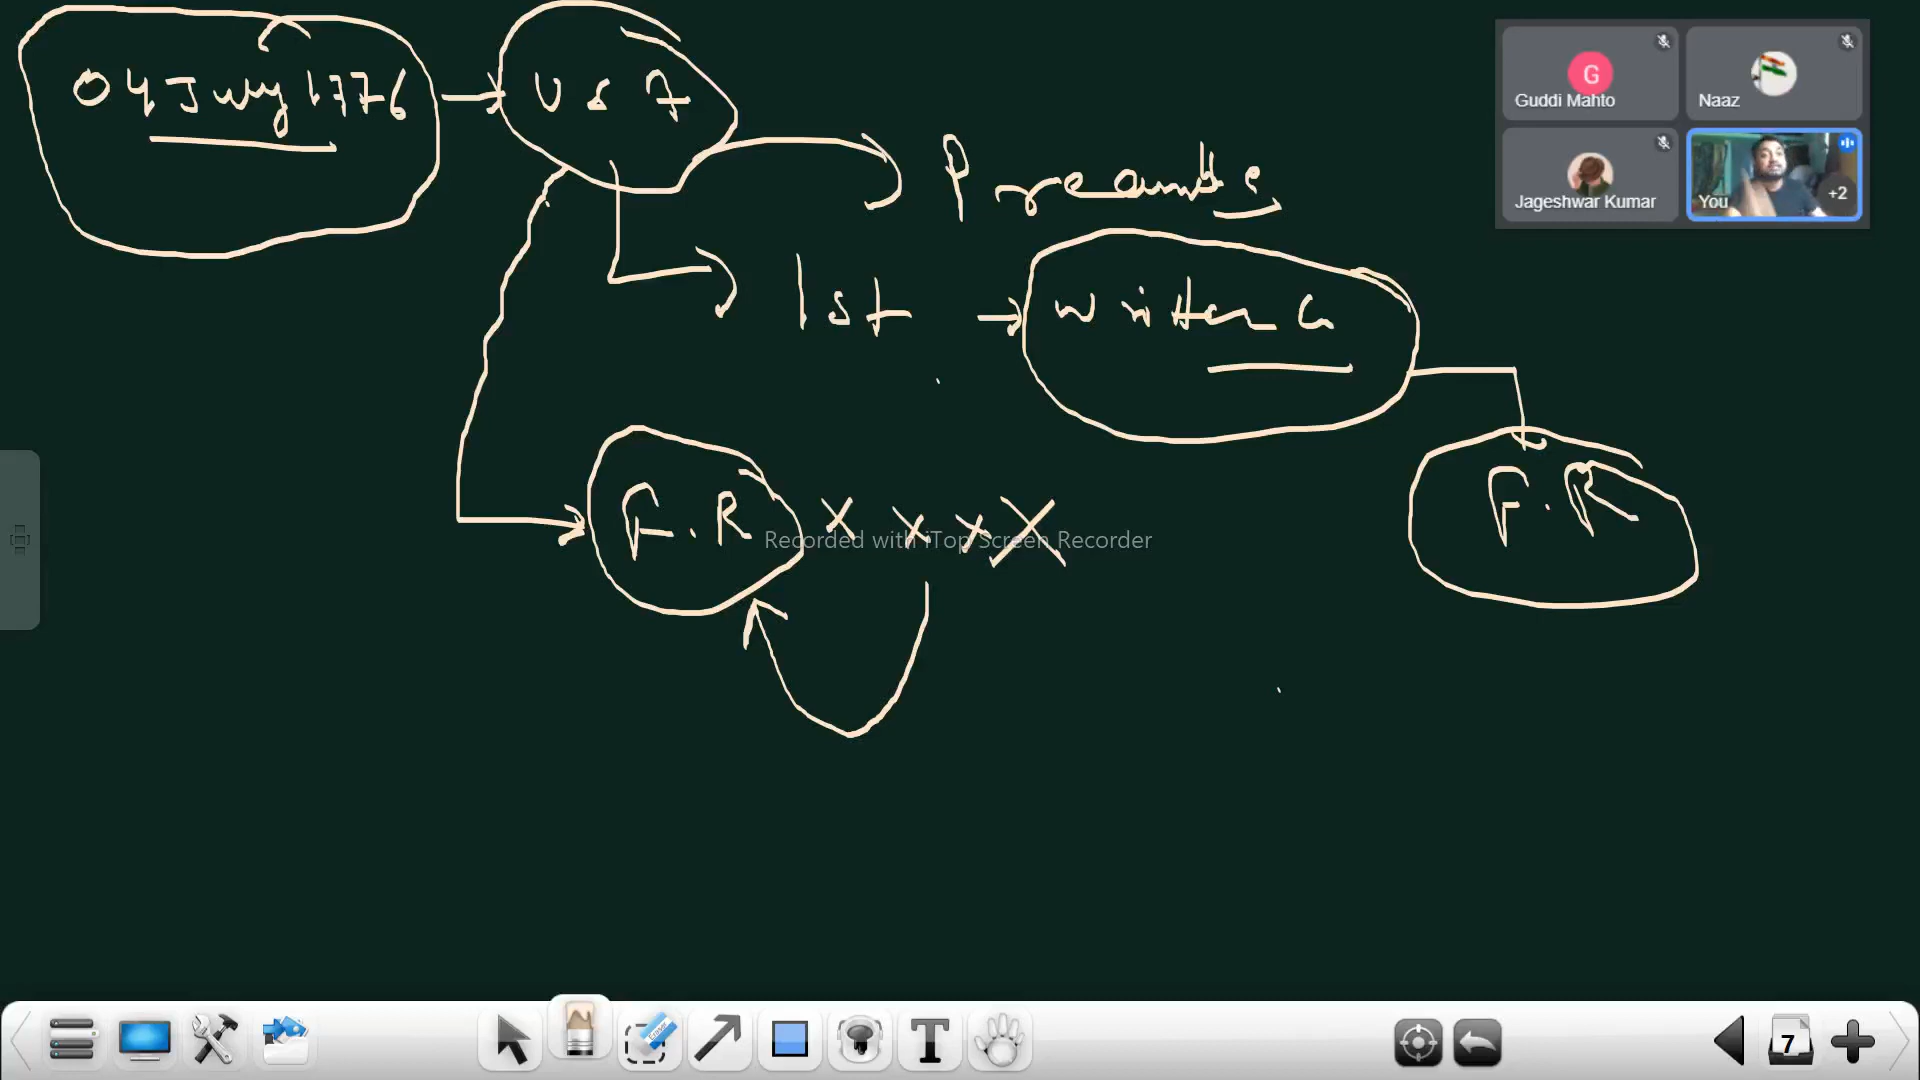 04 July 1776 → USA
Preamble
1st → written C
F.R x x x X
F.R
Recorded with iTop Screen Recorder
G
Guddi Mahto
Naaz
Jageshwar Kumar
You
+2
T
7